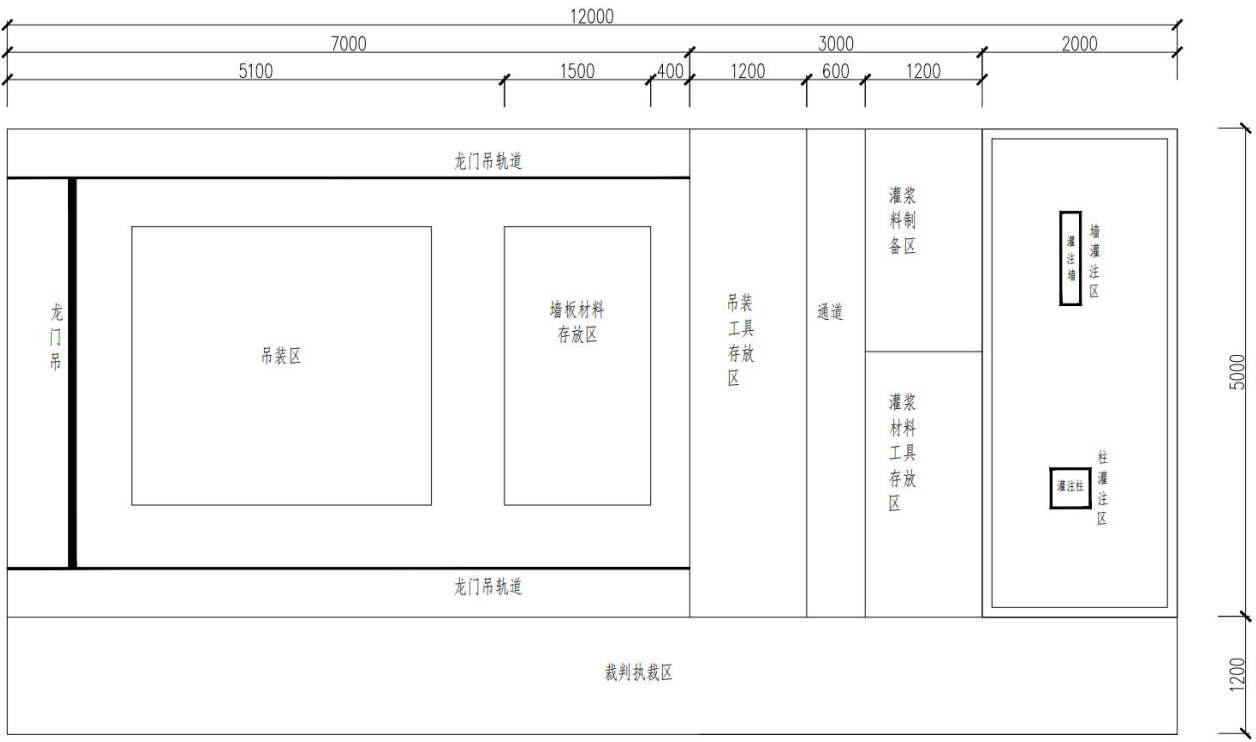 12000
7000
3000
2000
5100
1500
400
1200
600
1200
龙门吊轨道
龙
门
吊
吊装区
墙板材料
存放区
吊装
工具
存放
区
通道
灌浆
料制
备区
灌浆
材料
工具
存放
区
灌
注
墙
墙
灌
注
区
灌注柱
柱
灌
注
区
5000
龙门吊轨道
裁判执裁区
1200